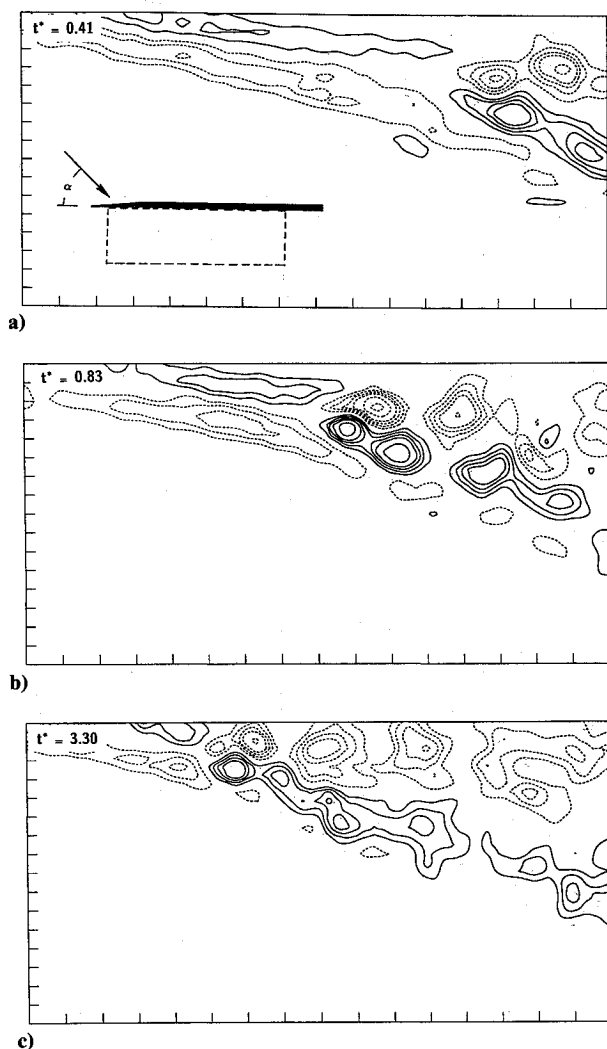 t* = 0.41
α
a)
t* = 0.83
b)
t* = 3.30
c)